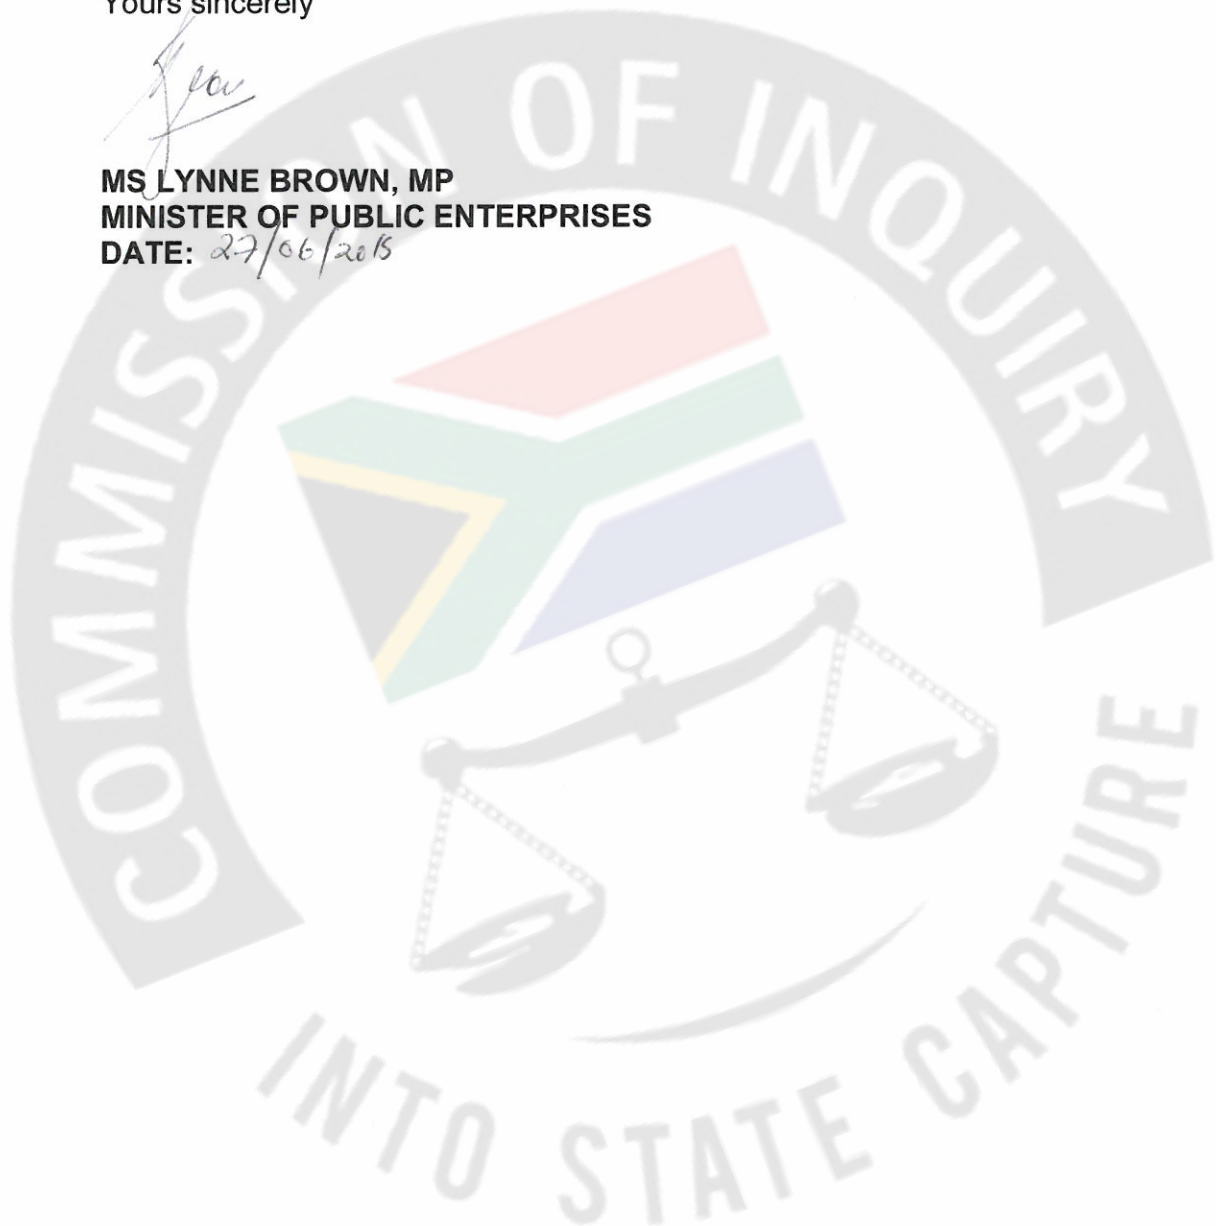 Yours sincerely
MS LYNNE BROWN, MP
MINISTER OF PUBLIC ENTERPRISES
DATE: 27/06/2015
COMMISSION OF INQUIRY
INTO STATE CAPTURE